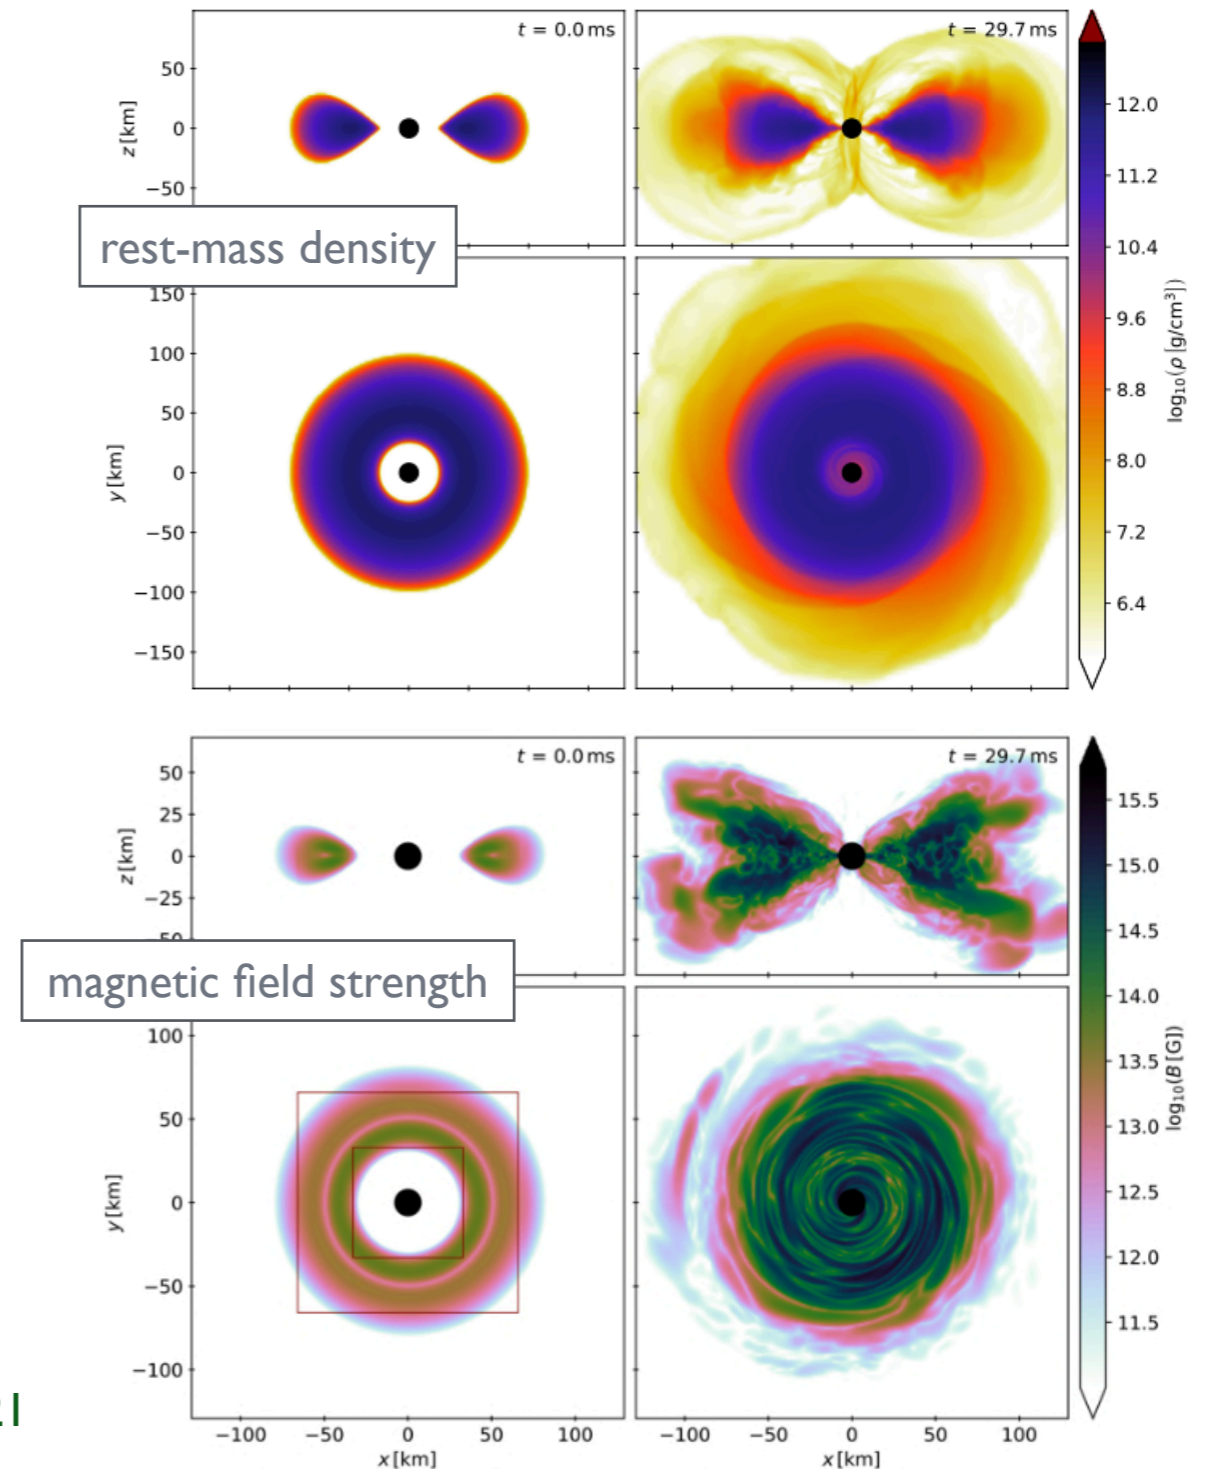 t = 0.0 ms
t = 29.7 ms
50
0
−50
z [km]
12.0
11.2
10.4
9.6
8.8
8.0
7.2
6.4
log₁₀(ρ [g/cm³])
rest-mass density
150
100
50
0
−50
−100
−150
y [km]
t = 0.0 ms
t = 29.7 ms
50
25
0
−25
z [km]
15.5
15.0
14.5
14.0
13.5
13.0
12.5
12.0
11.5
log₁₀(B [G])
magnetic field strength
100
50
0
−50
−100
y [km]
−100 −50 0 50 100
−100 −50 0 50 100
x [km]
x [km]